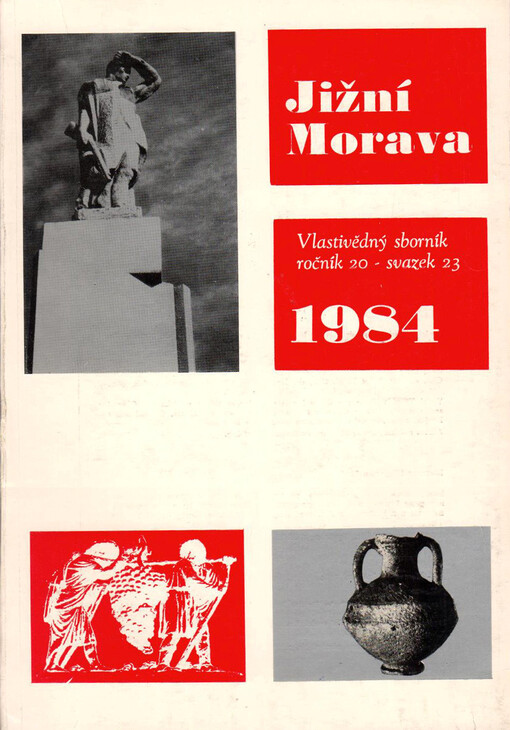 Jižní
Morava
Vlastivědný sborník
ročník 20 - svazek 23
1984